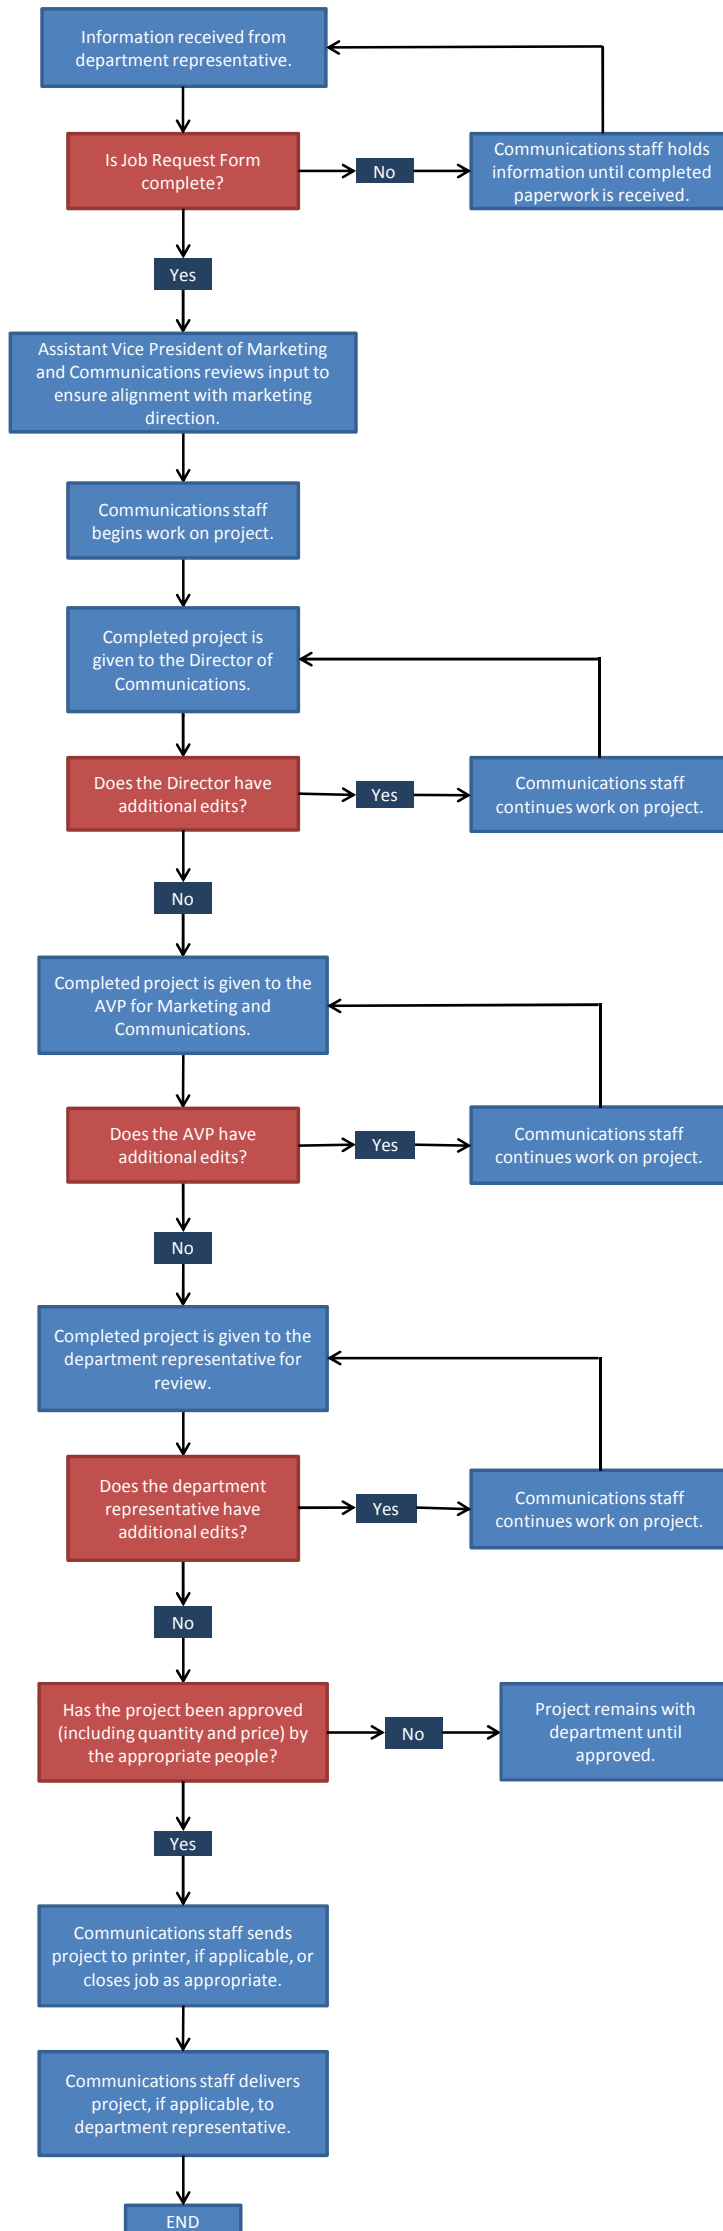 Information received from
department representative.
Is Job Request Form
complete?
No
Communications staff holds
information until completed
paperwork is received.
Yes
Assistant Vice President of Marketing
and Communications reviews input to
ensure alignment with marketing
direction.
Communications staff
begins work on project.
Completed project is
given to the Director of
Communications.
Does the Director have
additional edits?
Yes
Communications staff
continues work on project.
No
Completed project is given to the
AVP for Marketing and
Communications.
Does the AVP have
additional edits?
Yes
Communications staff
continues work on project.
No
Completed project is given to the
department representative for
review.
Does the department
representative have
additional edits?
Yes
Communications staff
continues work on project.
No
Has the project been approved
(including quantity and price) by
the appropriate people?
No
Project remains with
department until
approved.
Yes
Communications staff sends
project to printer, if applicable, or
closes job as appropriate.
Communications staff delivers
project, if applicable, to
department representative.
END